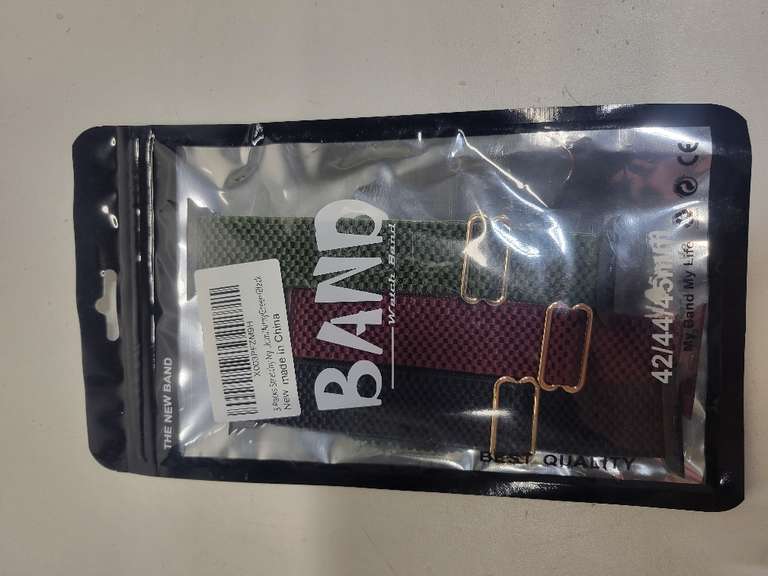 THE NEW BAND
X003PFZM9H
New made in China
BAND
Watch Band
42/44/45mm
My Band My Life
CE
BEST QUALITY